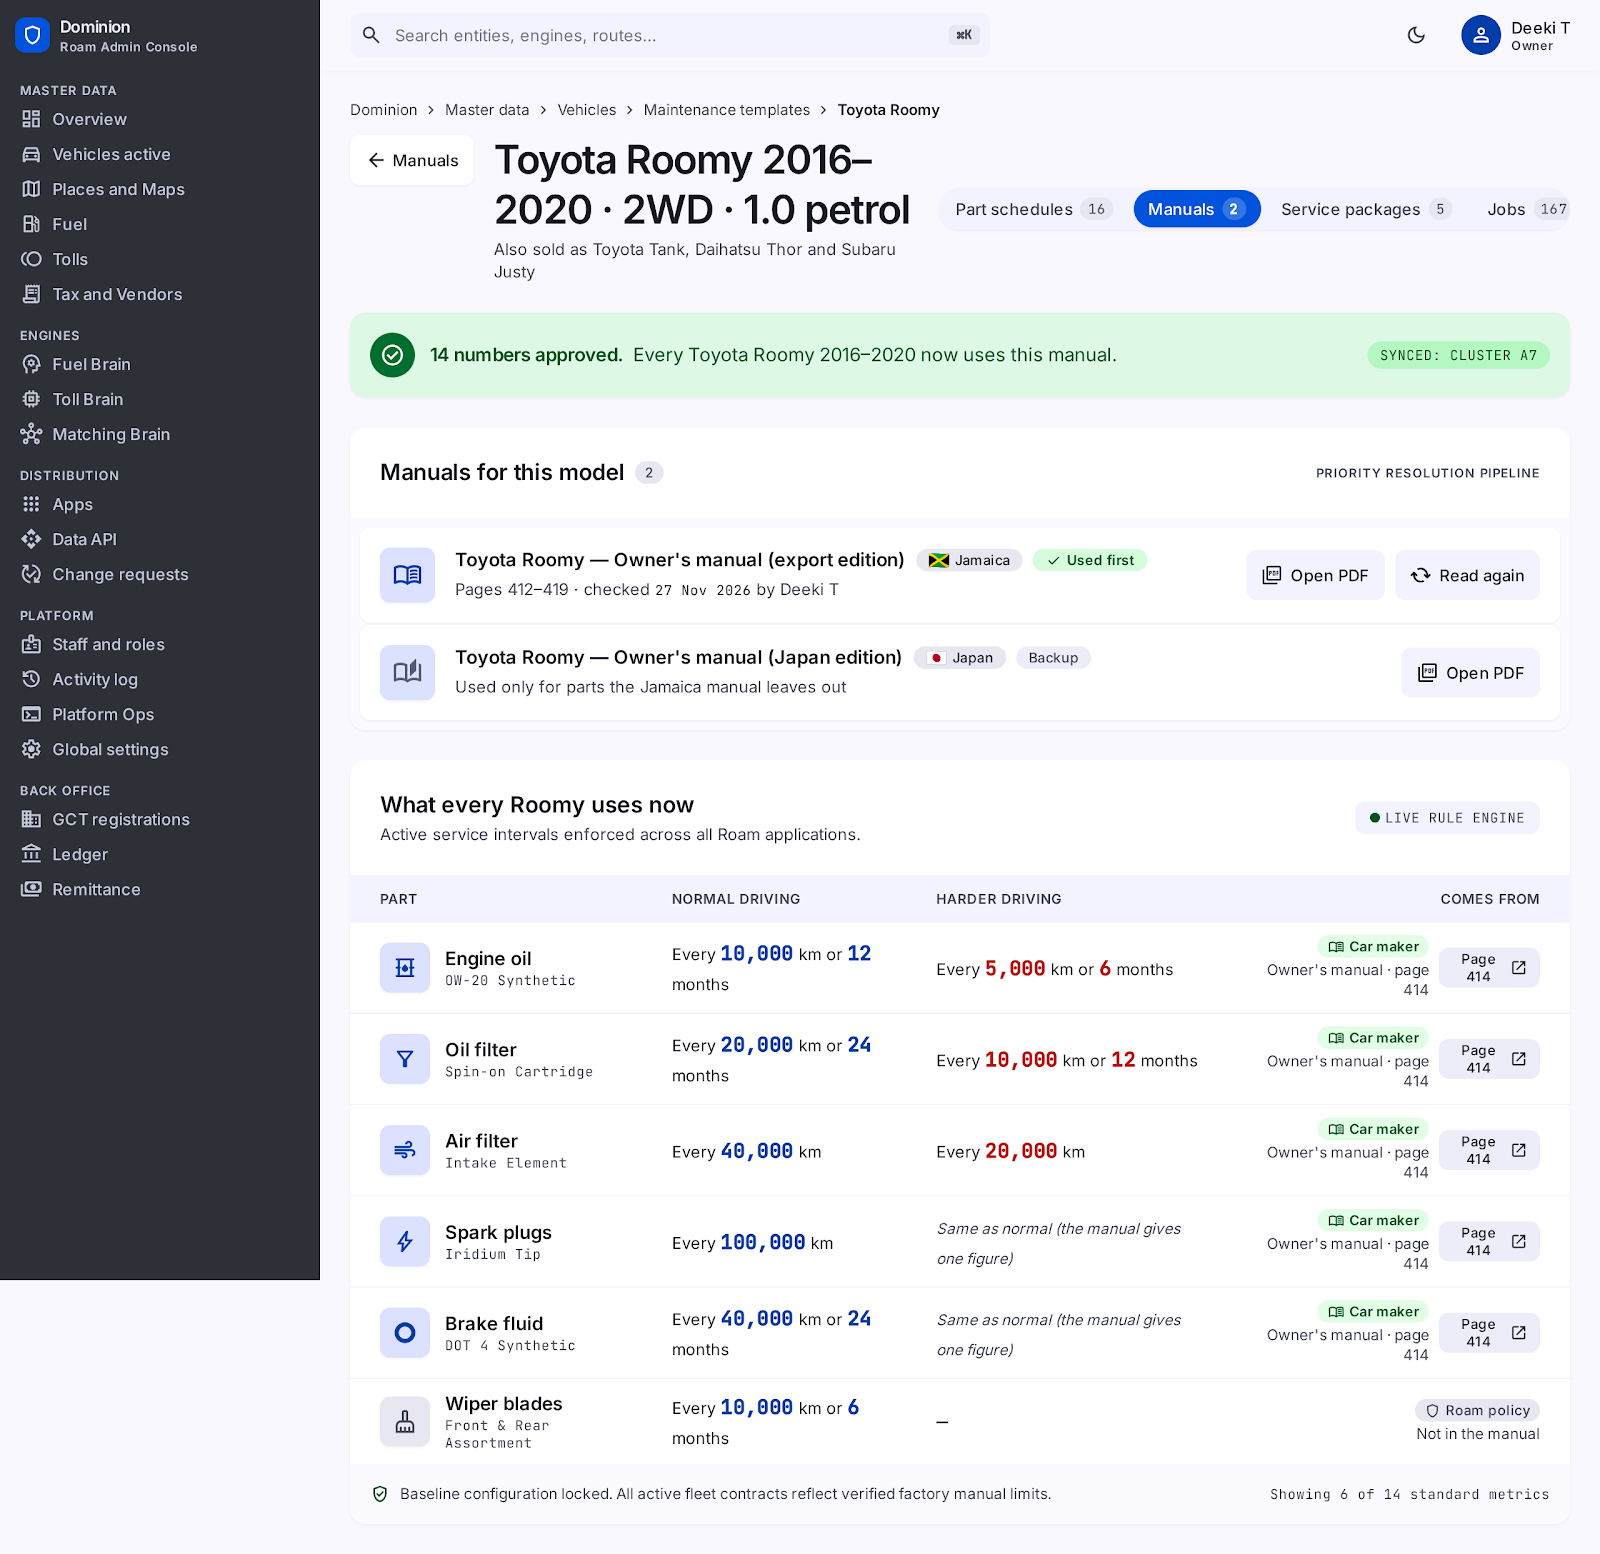 Dominion
Roam Admin Console
MASTER DATA
Overview
Vehicles active
Places and Maps
Fuel
Tolls
Tax and Vendors
ENGINES
Fuel Brain
Toll Brain
Matching Brain
DISTRIBUTION
Apps
Data API
Change requests
PLATFORM
Staff and roles
Activity log
Platform Ops
Global settings
BACK OFFICE
GCT registrations
Ledger
Remittance
Search entities, engines, routes...
⌘K
Deeki T
Owner
Dominion > Master data > Vehicles > Maintenance templates > Toyota Roomy
← Manuals
Toyota Roomy 2016–
2020 · 2WD · 1.0 petrol
Also sold as Toyota Tank, Daihatsu Thor and Subaru
Justy
Part schedules 16 Manuals 2 Service packages 5 Jobs 167
14 numbers approved. Every Toyota Roomy 2016–2020 now uses this manual.
SYNCED: CLUSTER A7
Manuals for this model 2
PRIORITY RESOLUTION PIPELINE
Toyota Roomy — Owner's manual (export edition) Jamaica Used first
Pages 412–419 · checked 27 Nov 2026 by Deeki T
PDF Open PDF Read again
Toyota Roomy — Owner's manual (Japan edition) Japan Backup
Used only for parts the Jamaica manual leaves out
PDF Open PDF
What every Roomy uses now
Active service intervals enforced across all Roam applications.
LIVE RULE ENGINE
PART NORMAL DRIVING HARDER DRIVING COMES FROM
Engine oil
0W-20 Synthetic
Every 10,000 km or 12
months
Every 5,000 km or 6 months
Car maker
Owner's manual · page
414
Page
414
Oil filter
Spin-on Cartridge
Every 20,000 km or 24
months
Every 10,000 km or 12 months
Car maker
Owner's manual · page
414
Page
414
Air filter
Intake Element
Every 40,000 km
Every 20,000 km
Car maker
Owner's manual · page
414
Page
414
Spark plugs
Iridium Tip
Every 100,000 km
Same as normal (the manual gives
one figure)
Car maker
Owner's manual · page
414
Page
414
Brake fluid
DOT 4 Synthetic
Every 40,000 km or 24
months
Same as normal (the manual gives
one figure)
Car maker
Owner's manual · page
414
Page
414
Wiper blades
Front & Rear
Assortment
Every 10,000 km or 6
months
—
Roam policy
Not in the manual
Baseline configuration locked. All active fleet contracts reflect verified factory manual limits.
Showing 6 of 14 standard metrics